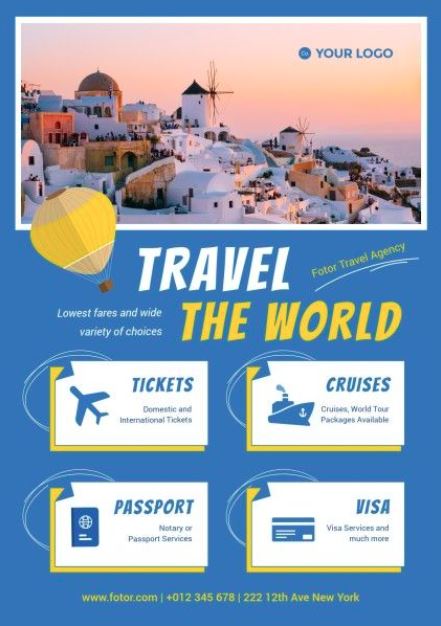 YOUR LOGO
TRAVEL
Fotor Travel Agency
Lowest fares and wide
variety of choices
THE WORLD
TICKETS
Domestic and
International Tickets
CRUISES
Cruises, World Tour
Packages Available
PASSPORT
Notary or
Passport Services
VISA
Visa Services and
much more
www.fotor.com | +012 345 678 | 222 12th Ave New York